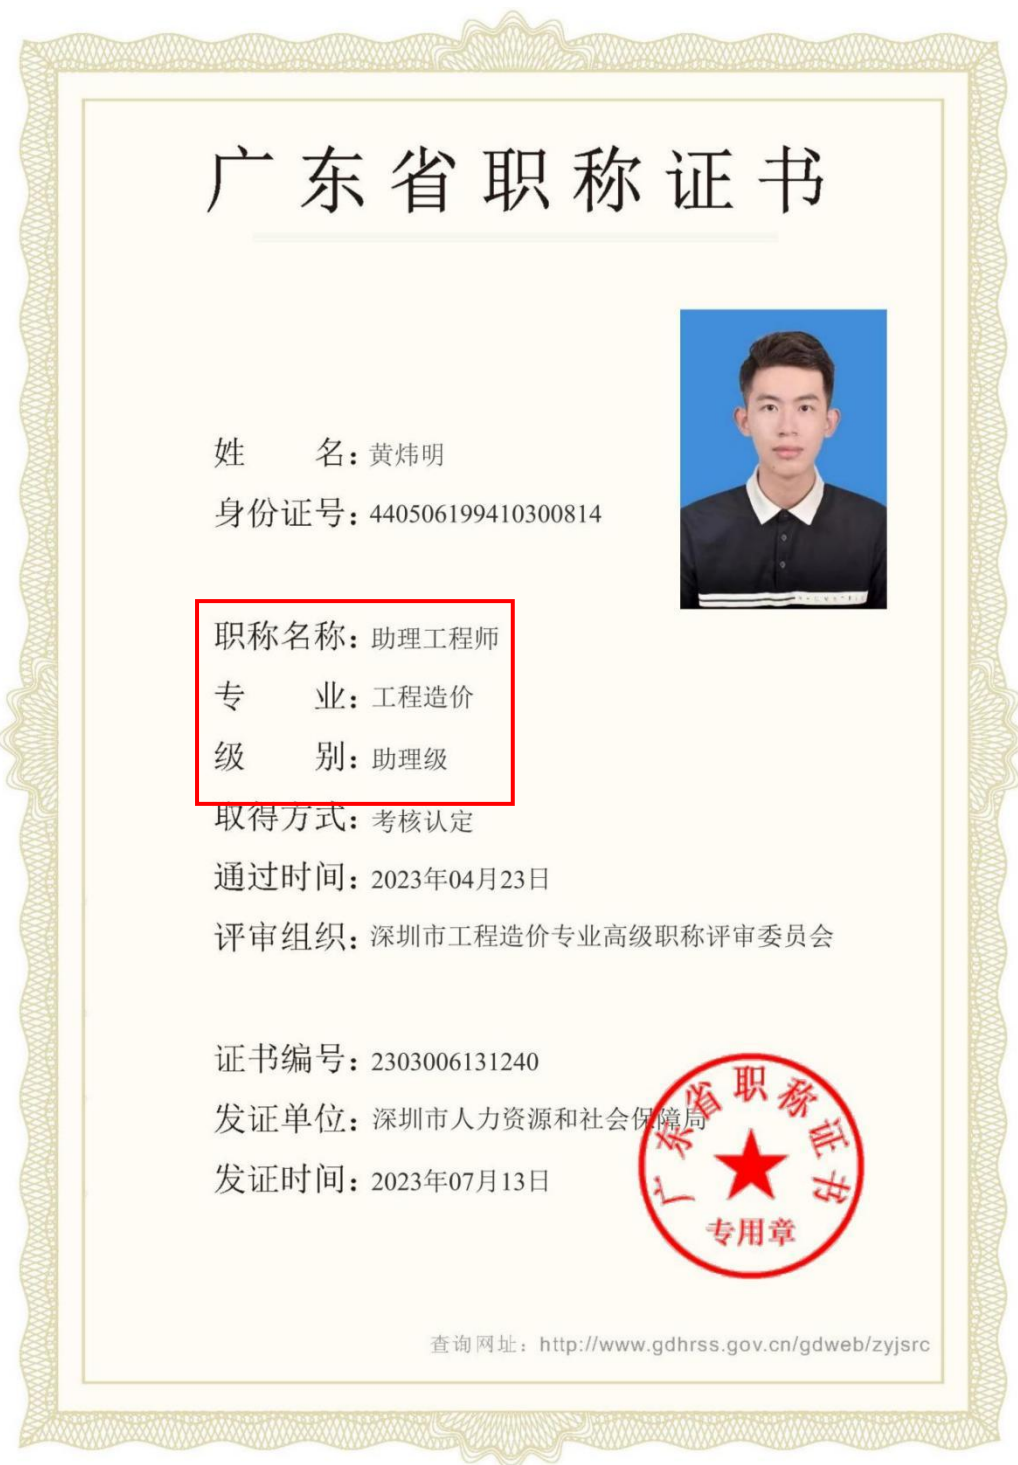 广东省职称证书
姓名：黄炜明
身份证号：440506199410300814
职称名称：助理工程师
专业：工程造价
级别：助理级
取得方式：考核认定
通过时间：2023年04月23日
评审组织：深圳市工程造价专业高级职称评审委员会
证书编号：2303006131240
发证单位：深圳市人力资源和社会保障局
发证时间：2023年07月13日
广东省职称证书
专用章
查询网址：http://www.gdhrss.gov.cn/gdweb/zyjsrc